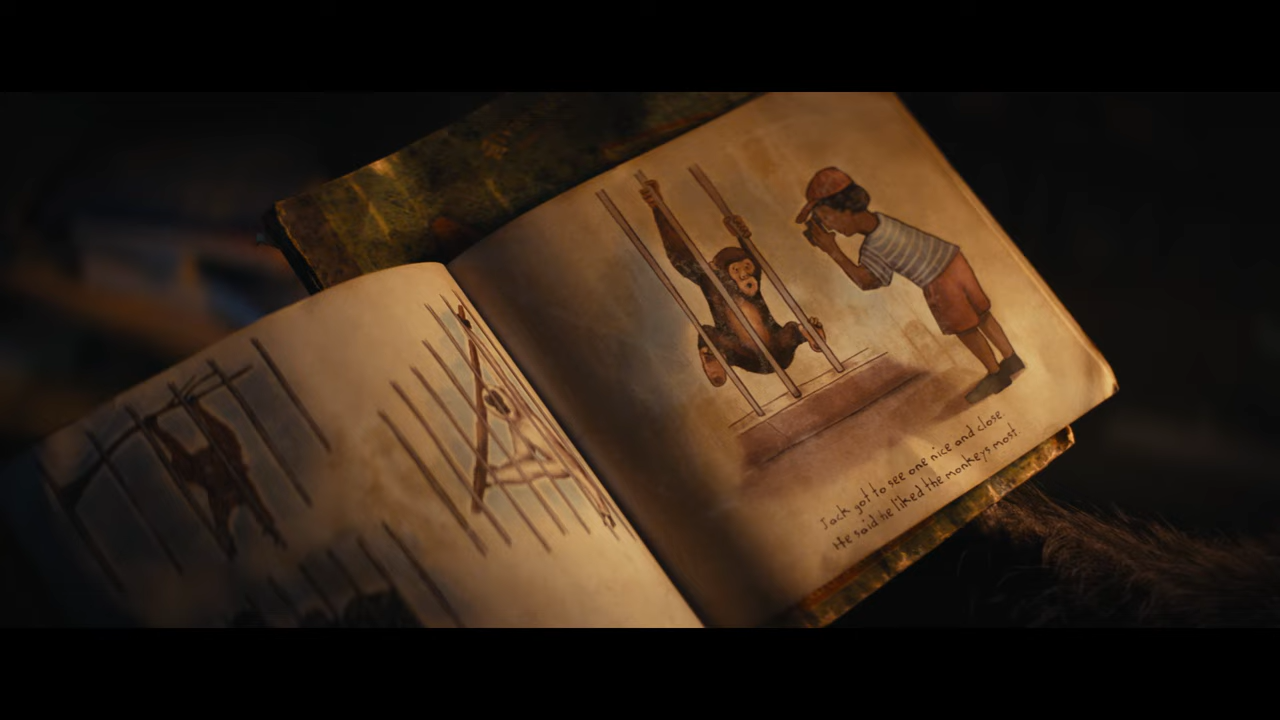 Jack got to see one nice and close.
He said he liked the monkeys most.